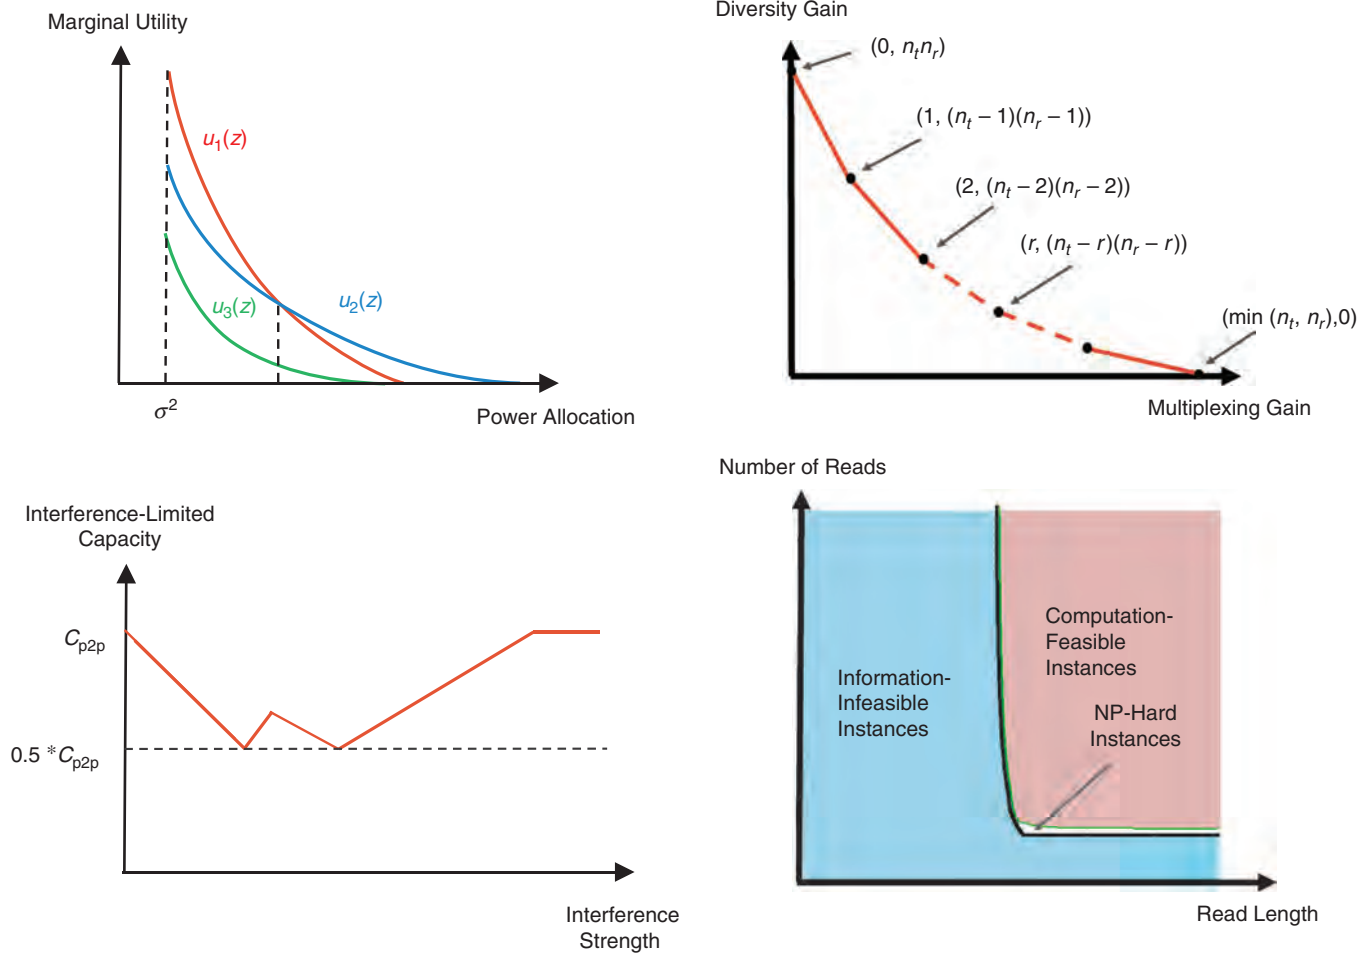 Marginal Utility
u1(z)
u2(z)
u3(z)
σ2
Power Allocation
Diversity Gain
(0, ntnr)
(1, (nt – 1)(nr – 1))
(2, (nt – 2)(nr – 2))
(r, (nt – r)(nr – r))
(min (nt, nr),0)
Multiplexing Gain
Interference-Limited
Capacity
Cp2p
0.5 *Cp2p
Interference
Strength
Number of Reads
Information-
Infeasible
Instances
Computation-
Feasible
Instances
NP-Hard
Instances
Read Length